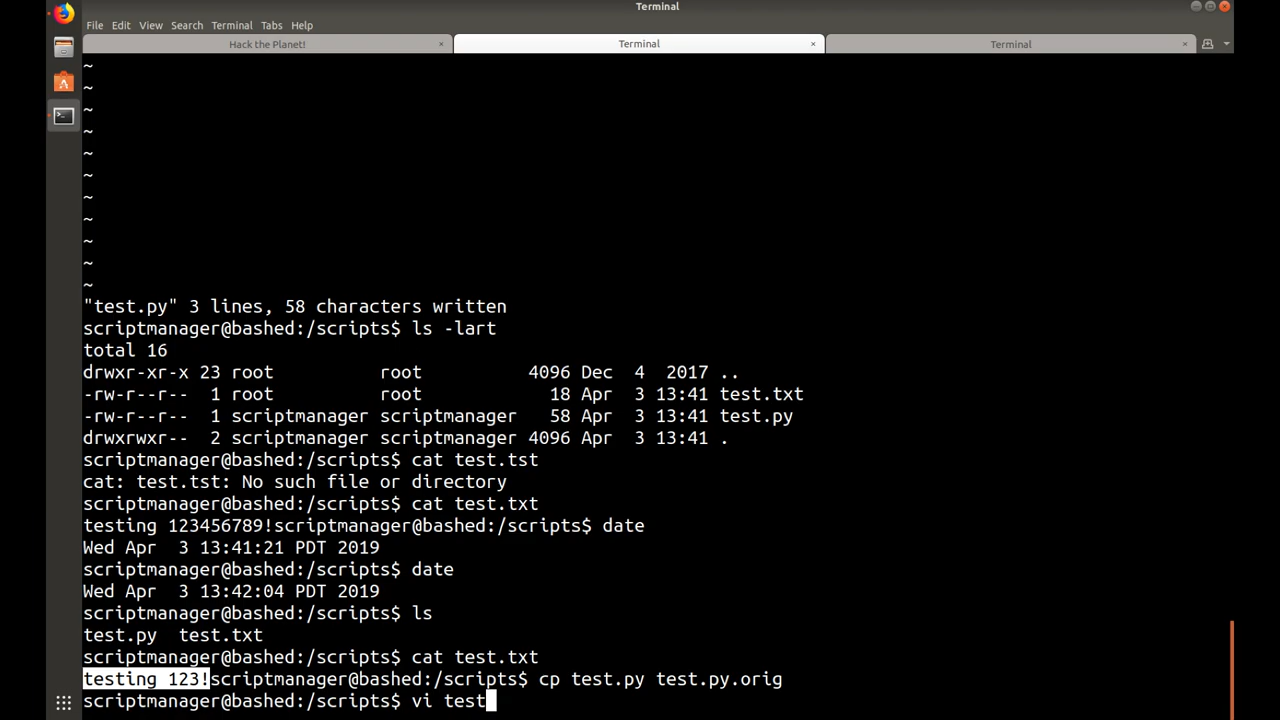 Terminal
File Edit View Search Terminal Tabs Help
Hack the Planet! × Terminal × Terminal ×
~
~
~
~
~
~
~
~
~
~
~
"test.py" 3 lines, 58 characters written
scriptmanager@bashed:/scripts$ ls -lart
total 16
drwxr-xr-x 23 root          root          4096 Dec  4  2017 ..
-rw-r--r--  1 root          root            18 Apr  3 13:41 test.txt
-rw-r--r--  1 scriptmanager scriptmanager   58 Apr  3 13:41 test.py
drwxrwxr--  2 scriptmanager scriptmanager 4096 Apr  3 13:41 .
scriptmanager@bashed:/scripts$ cat test.tst
cat: test.tst: No such file or directory
scriptmanager@bashed:/scripts$ cat test.txt
testing 123456789!scriptmanager@bashed:/scripts$ date
Wed Apr  3 13:41:21 PDT 2019
scriptmanager@bashed:/scripts$ date
Wed Apr  3 13:42:04 PDT 2019
scriptmanager@bashed:/scripts$ ls
test.py  test.txt
scriptmanager@bashed:/scripts$ cat test.txt
testing 123!scriptmanager@bashed:/scripts$ cp test.py test.py.orig
scriptmanager@bashed:/scripts$ vi test